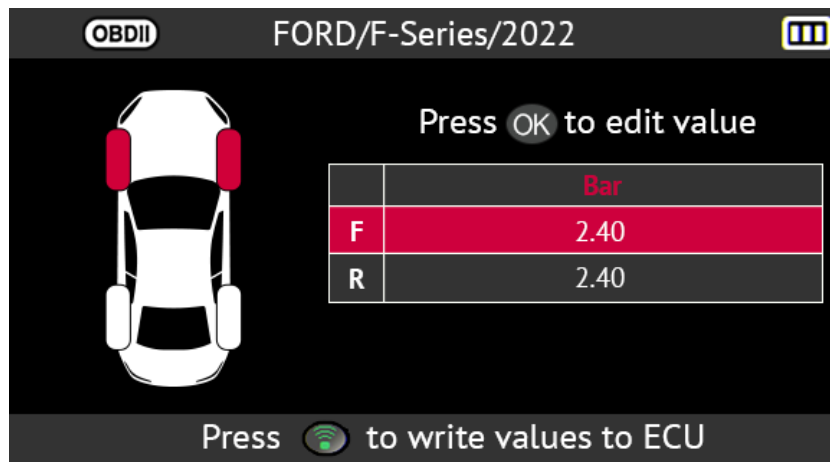 OBDII FORD/F-Series/2022
Press OK to edit value
Bar
F 2.40
R 2.40
Press to write values to ECU